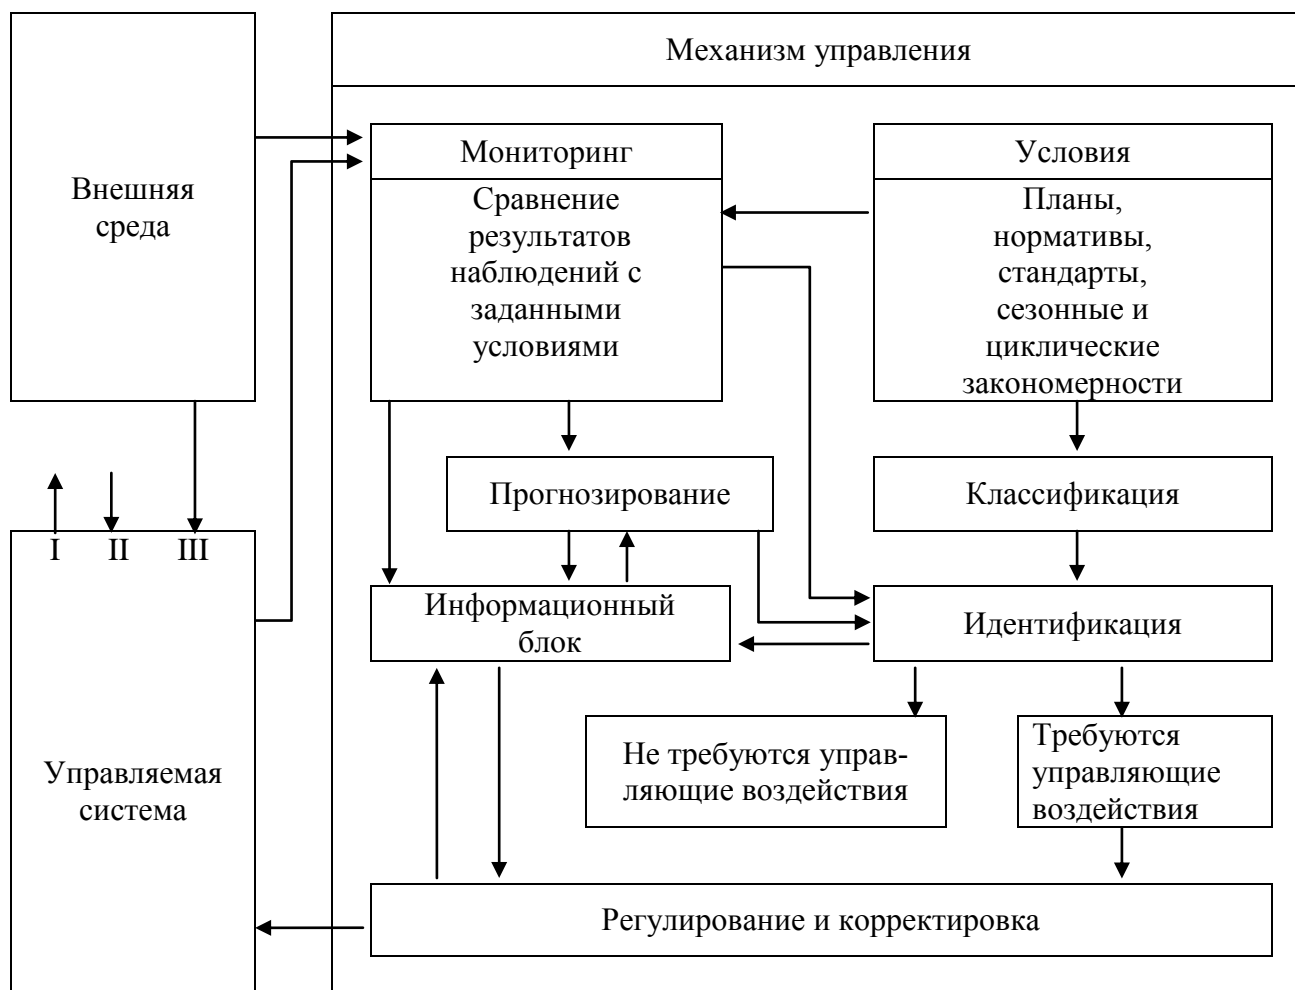 Механизм управления
Внешняя
среда
Мониторинг
Сравнение
результатов
наблюдений с
заданными
условиями
Условия
Планы,
нормативы,
стандарты,
сезонные и
циклические
закономерности
Прогнозирование
Классификация
I II III
Информационный
блок
Идентификация
Управляемая
система
Не требуются управ-
ляющие воздействия
Требуются
управляющие
воздействия
Регулирование и корректировка